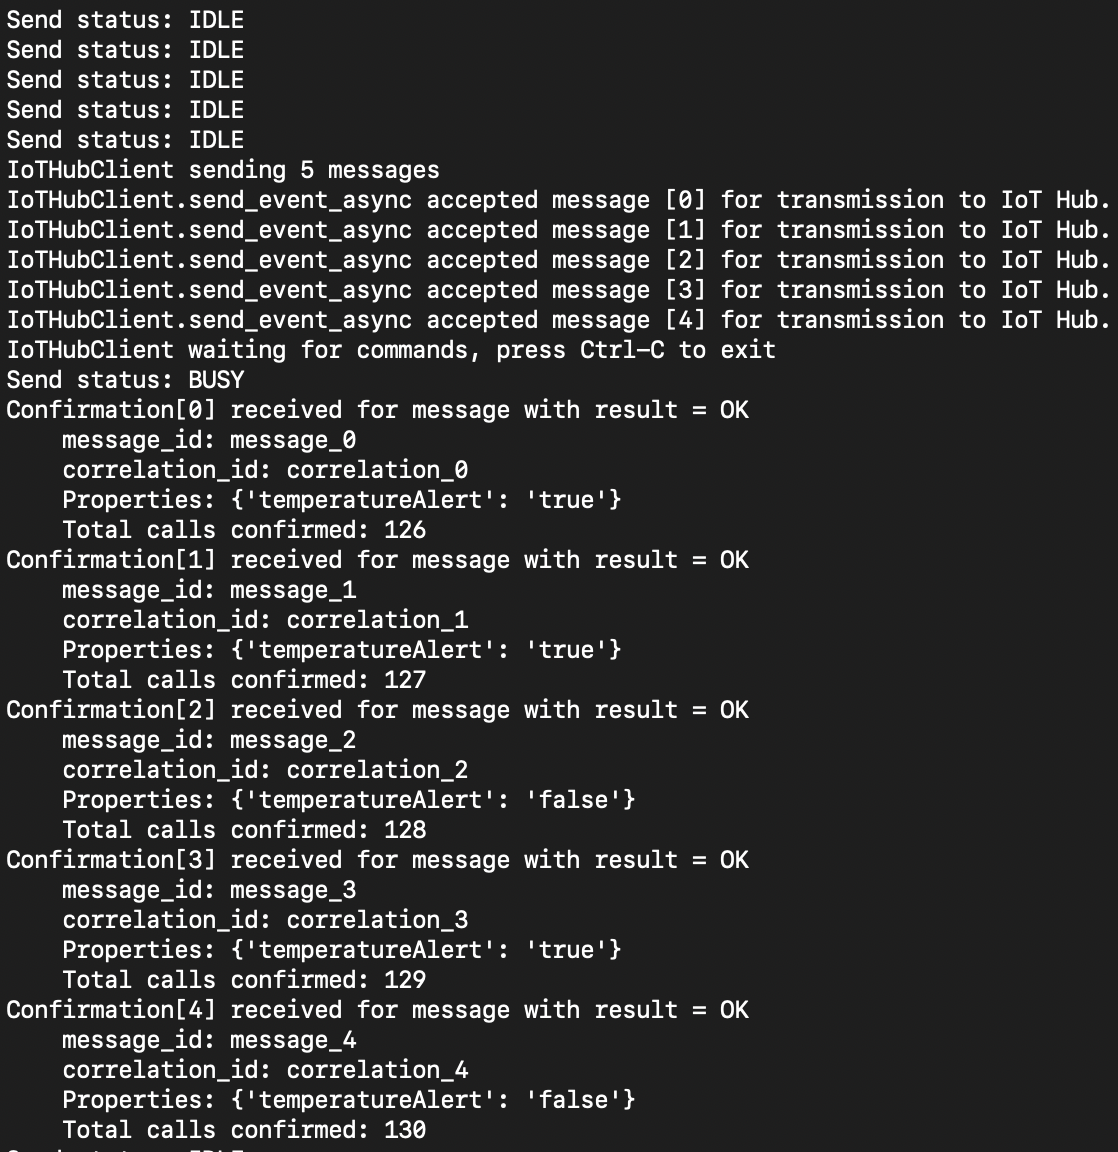 Send status: IDLE
Send status: IDLE
Send status: IDLE
Send status: IDLE
Send status: IDLE
IoTHubClient sending 5 messages
IoTHubClient.send_event_async accepted message [0] for transmission to IoT Hub.
IoTHubClient.send_event_async accepted message [1] for transmission to IoT Hub.
IoTHubClient.send_event_async accepted message [2] for transmission to IoT Hub.
IoTHubClient.send_event_async accepted message [3] for transmission to IoT Hub.
IoTHubClient.send_event_async accepted message [4] for transmission to IoT Hub.
IoTHubClient waiting for commands, press Ctrl-C to exit
Send status: BUSY
Confirmation[0] received for message with result = OK
    message_id: message_0
    correlation_id: correlation_0
    Properties: {'temperatureAlert': 'true'}
    Total calls confirmed: 126
Confirmation[1] received for message with result = OK
    message_id: message_1
    correlation_id: correlation_1
    Properties: {'temperatureAlert': 'true'}
    Total calls confirmed: 127
Confirmation[2] received for message with result = OK
    message_id: message_2
    correlation_id: correlation_2
    Properties: {'temperatureAlert': 'false'}
    Total calls confirmed: 128
Confirmation[3] received for message with result = OK
    message_id: message_3
    correlation_id: correlation_3
    Properties: {'temperatureAlert': 'true'}
    Total calls confirmed: 129
Confirmation[4] received for message with result = OK
    message_id: message_4
    correlation_id: correlation_4
    Properties: {'temperatureAlert': 'false'}
    Total calls confirmed: 130